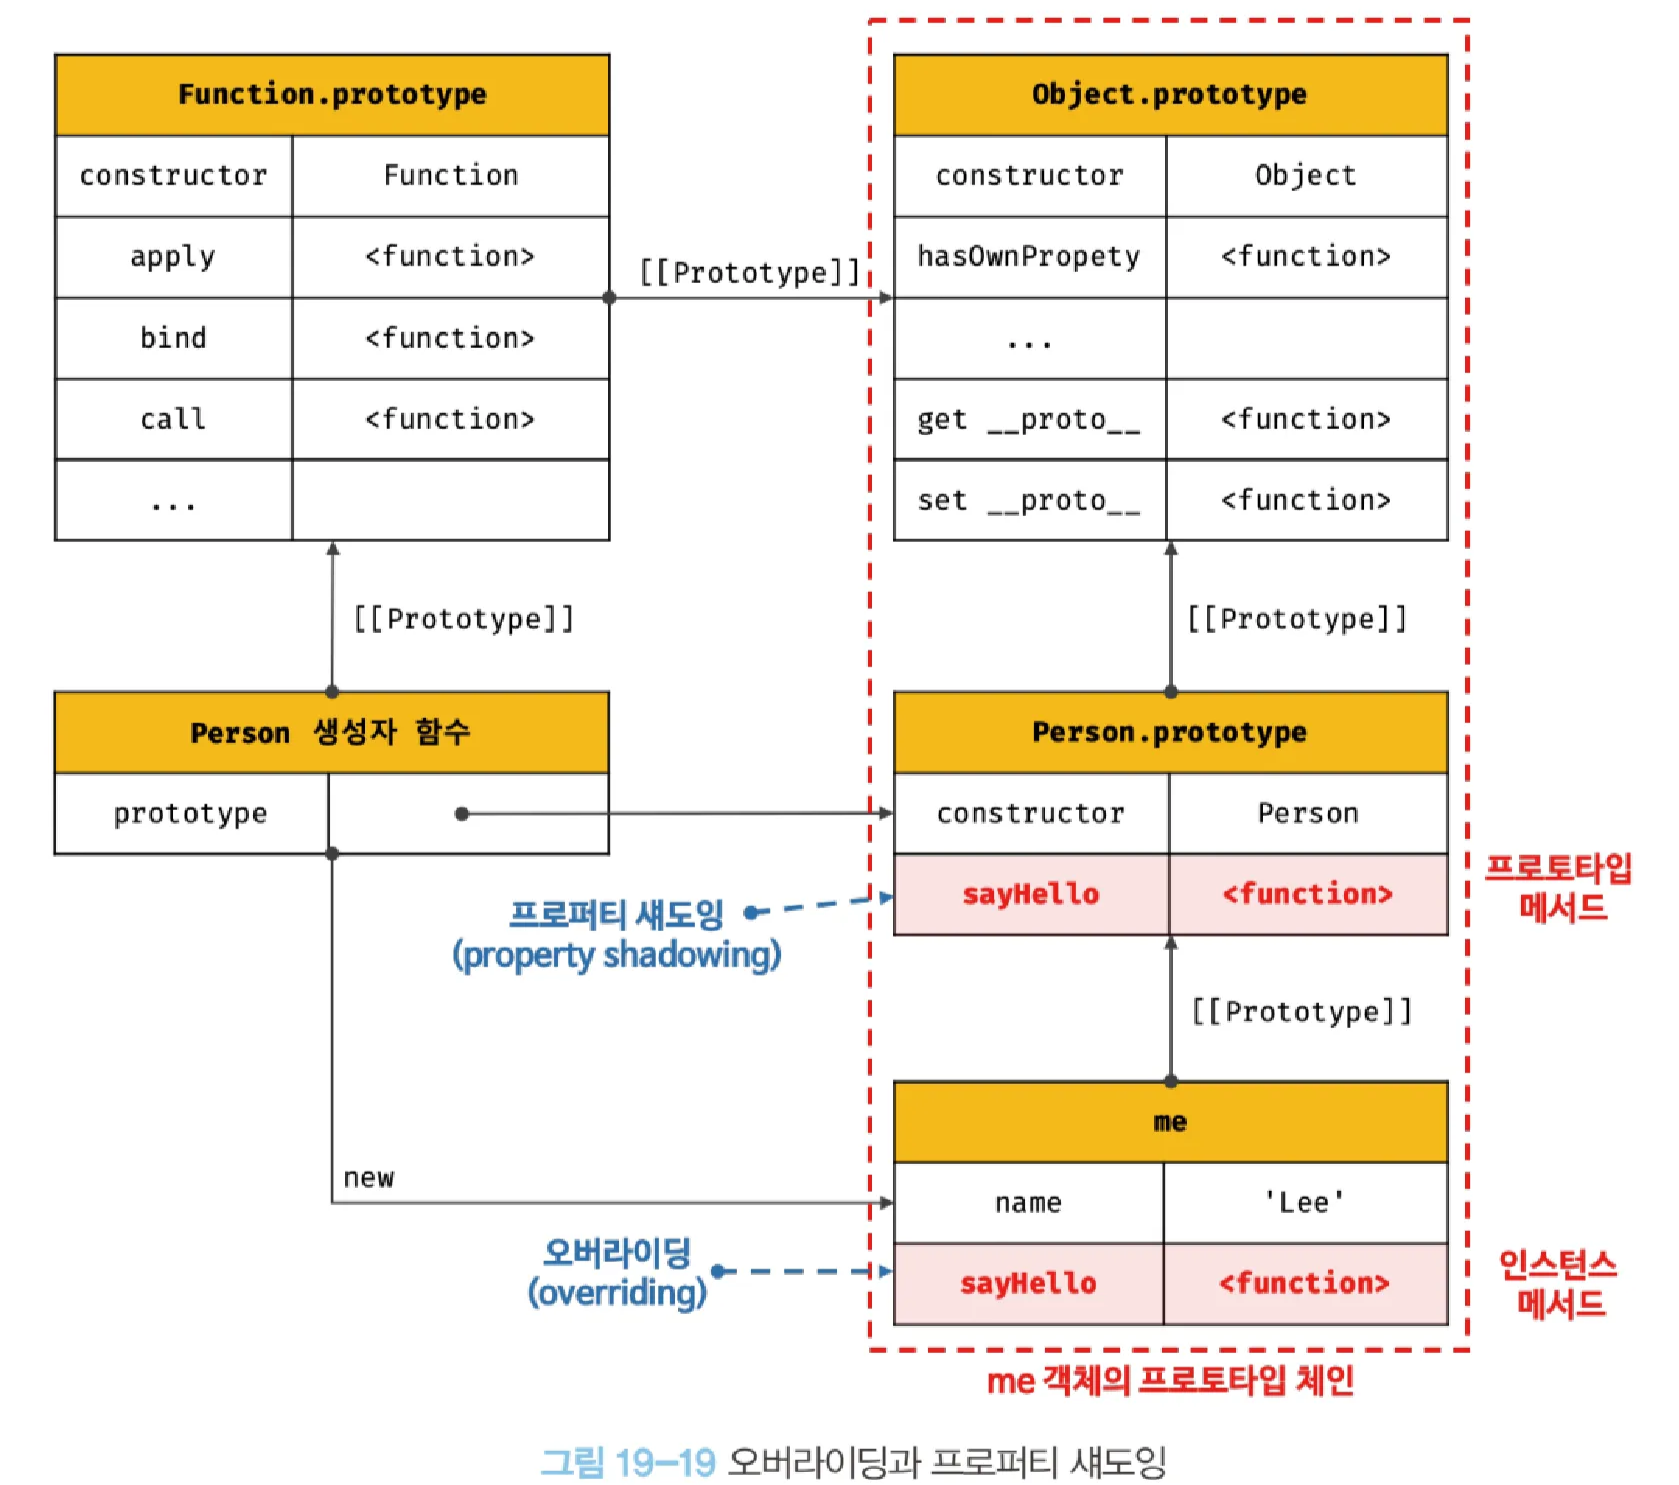 Function.prototype
constructor Function
apply <function>
bind <function>
call <function>
...
[[Prototype]]
Object.prototype
constructor Object
hasOwnPropety <function>
...
get __proto__ <function>
set __proto__ <function>
[[Prototype]]
[[Prototype]]
Person 생성자 함수
prototype
Person.prototype
constructor Person
sayHello <function>
프로토타입
메서드
프로퍼티 섀도잉
(property shadowing)
[[Prototype]]
new
me
name 'Lee'
sayHello <function>
오버라이딩
(overriding)
인스턴스
메서드
me 객체의 프로토타입 체인
그림 19-19 오버라이딩과 프로퍼티 섀도잉